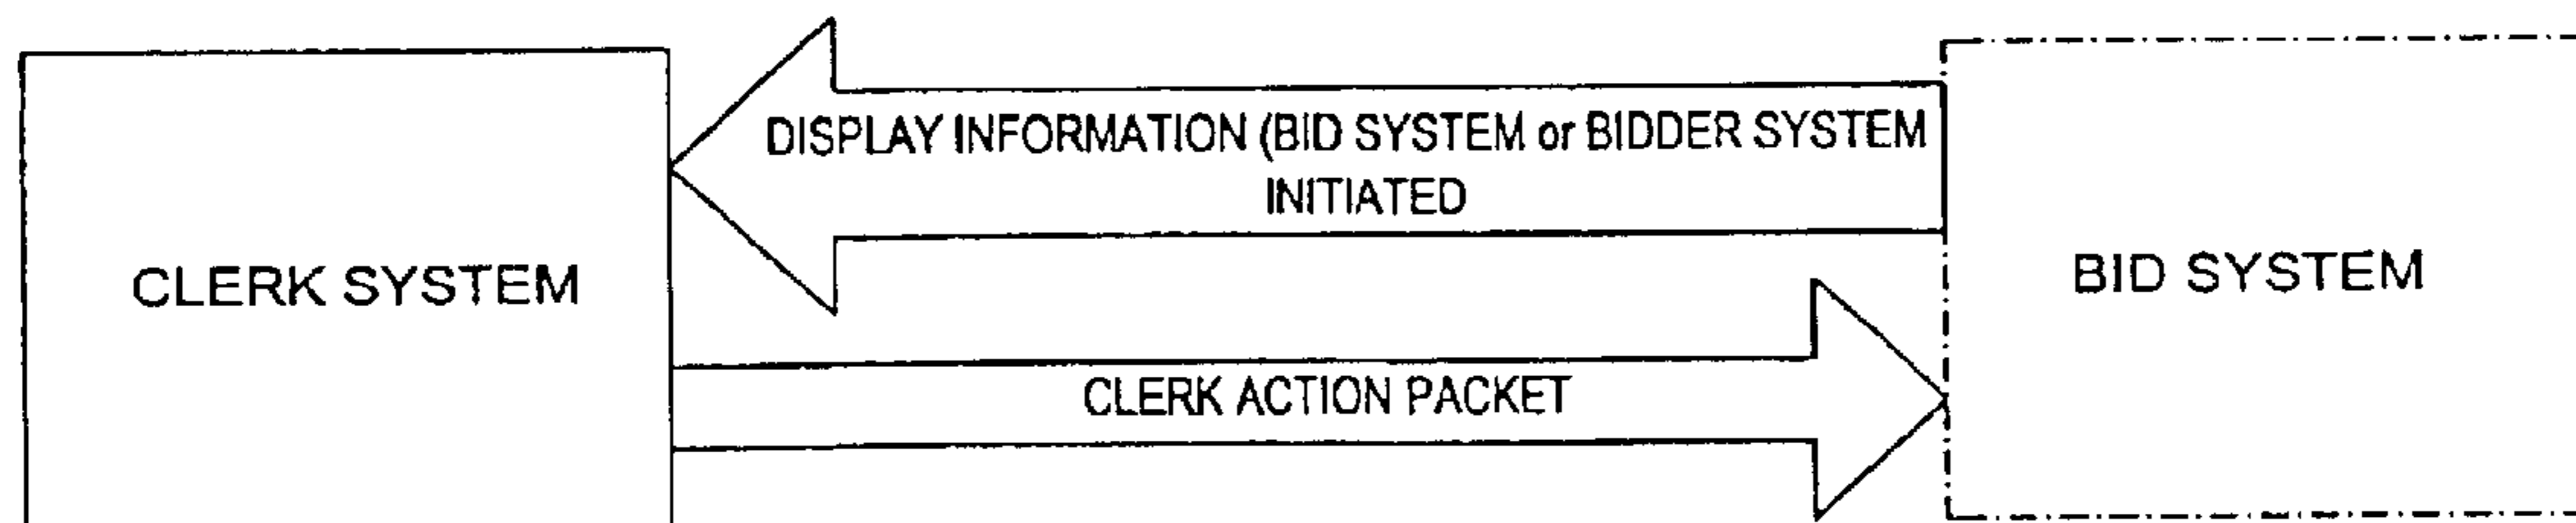 DISPLAY INFORMATION (BID SYSTEM or BIDDER SYSTEM
INITIATED
CLERK SYSTEM
BID SYSTEM
CLERK ACTION PACKET